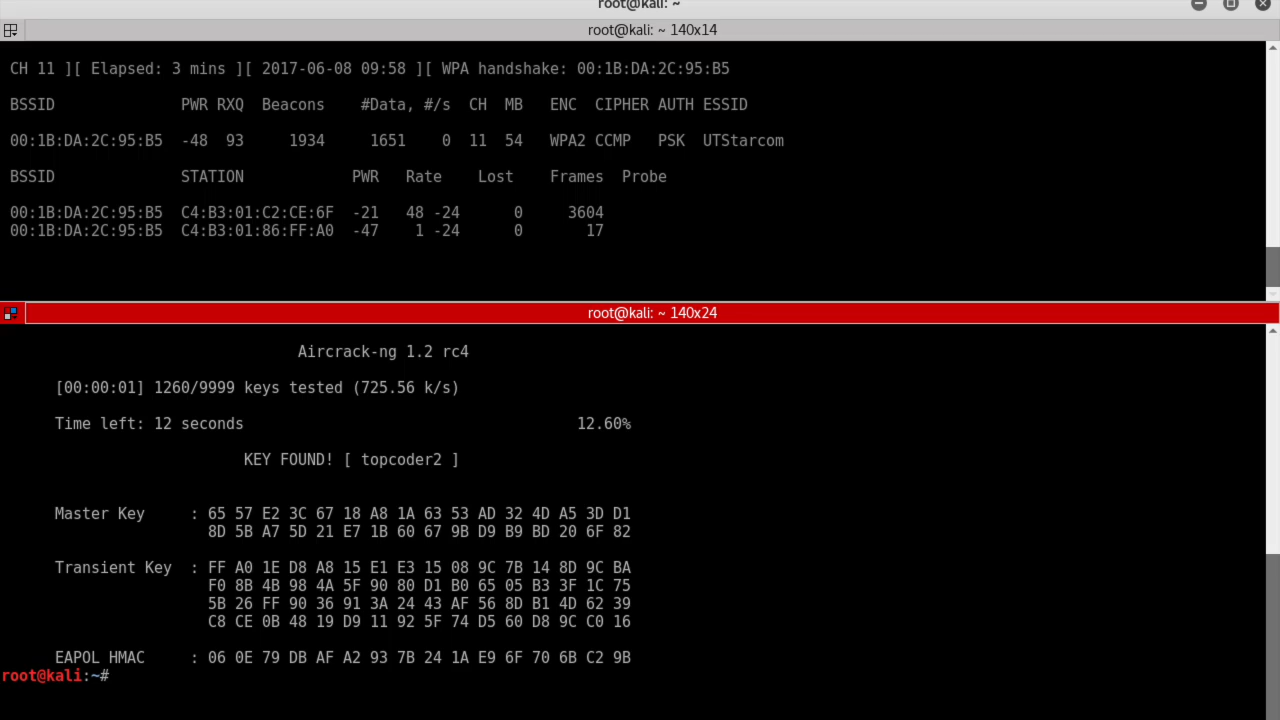 root@kali: ~
root@kali: ~ 140x14
CH 11 ][ Elapsed: 3 mins ][ 2017-06-08 09:58 ][ WPA handshake: 00:1B:DA:2C:95:B5
BSSID PWR RXQ Beacons #Data, #/s CH MB ENC CIPHER AUTH ESSID
00:1B:DA:2C:95:B5 -48 93 1934 1651 0 11 54 WPA2 CCMP PSK UTStarcom
BSSID STATION PWR Rate Lost Frames Probe
00:1B:DA:2C:95:B5 C4:B3:01:C2:CE:6F -21 48 -24 0 3604
00:1B:DA:2C:95:B5 C4:B3:01:86:FF:A0 -47 1 -24 0 17
root@kali: ~ 140x24
Aircrack-ng 1.2 rc4
[00:00:01] 1260/9999 keys tested (725.56 k/s)
Time left: 12 seconds 12.60%
KEY FOUND! [ topcoder2 ]
Master Key : 65 57 E2 3C 67 18 A8 1A 63 53 AD 32 4D A5 3D D1
8D 5B A7 5D 21 E7 1B 60 67 9B D9 B9 BD 20 6F 82
Transient Key : FF A0 1E D8 A8 15 E1 E3 15 08 9C 7B 14 8D 9C BA
F0 8B 4B 98 4A 5F 90 80 D1 B0 65 05 B3 3F 1C 75
5B 26 FF 90 36 91 3A 24 43 AF 56 8D B1 4D 62 39
C8 CE 0B 48 19 D9 11 92 5F 74 D5 60 D8 9C C0 16
EAPOL HMAC : 06 0E 79 DB AF A2 93 7B 24 1A E9 6F 70 6B C2 9B
root@kali:~#